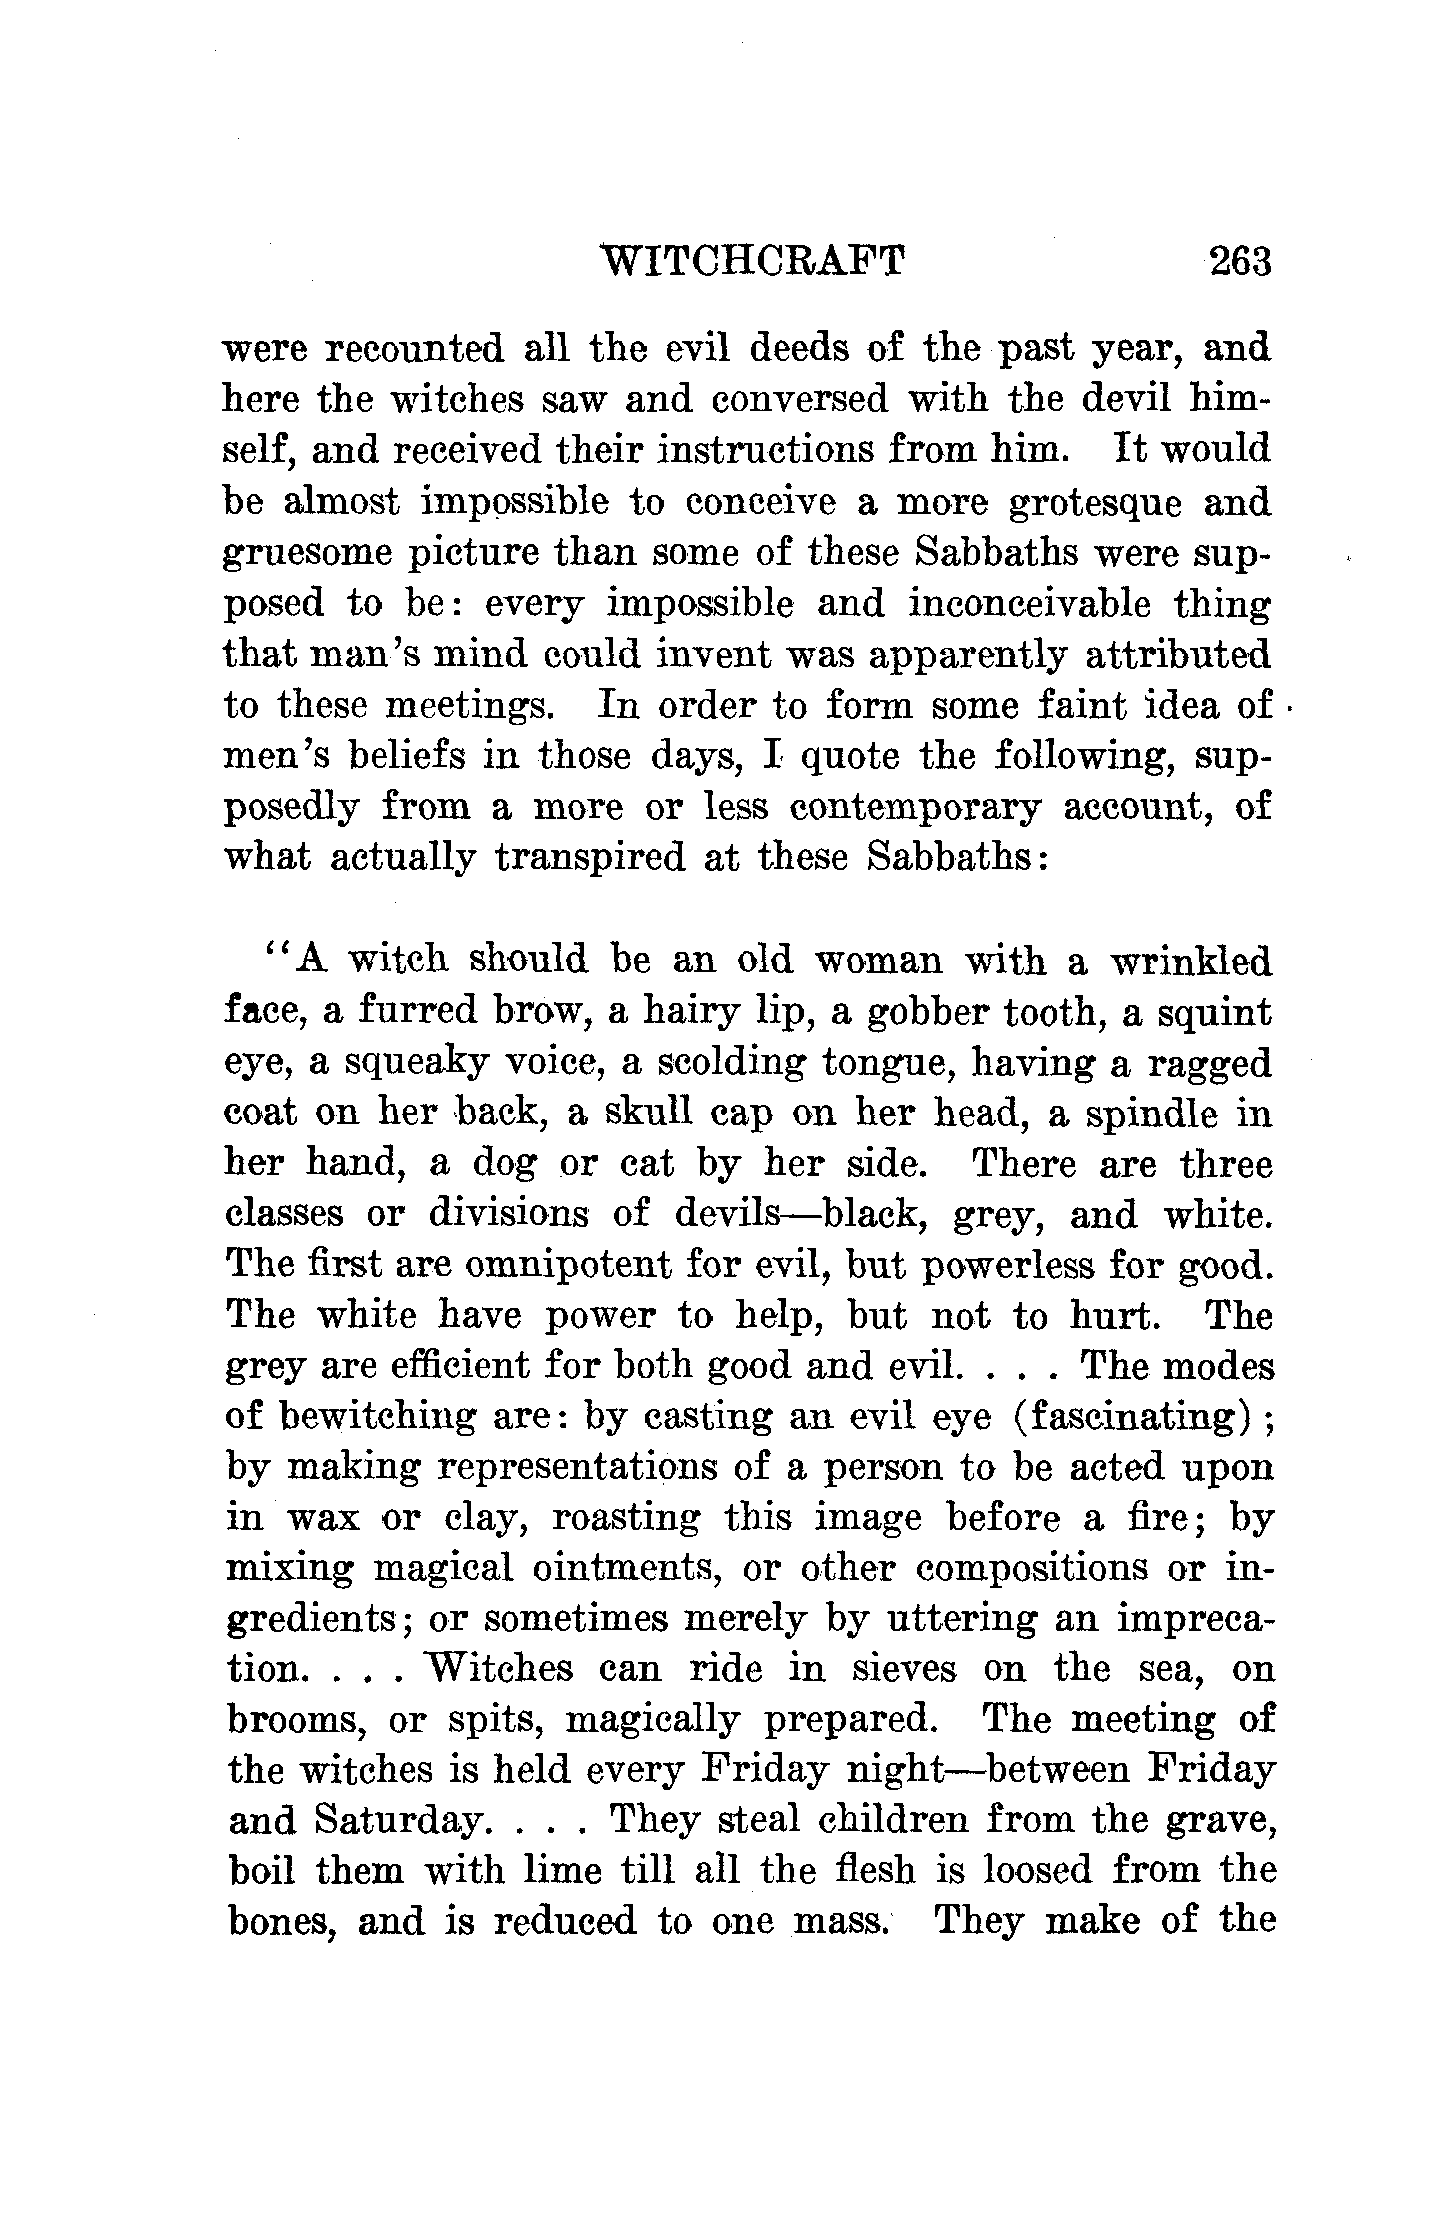 WITCHCRAFT 263
were recounted all the evil deeds of the past year, and
here the witches saw and conversed with the devil him-
self, and received their instructions from him. It would
be almost impossible to conceive a more grotesque and
gruesome picture than some of these Sabbaths were sup-
posed to be: every impossible and inconceivable thing
that man's mind could invent was apparently attributed
to these meetings. In order to form some faint idea of
men's beliefs in those days, I quote the following, sup-
posedly from a more or less contemporary account, of
what actually transpired at these Sabbaths:
"A witch should be an old woman with a wrinkled
face, a furred brow, a hairy lip, a gobber tooth, a squint
eye, a squeaky voice, a scolding tongue, having a ragged
coat on her back, a skull cap on her head, a spindle in
her hand, a dog or cat by her side. There are three
classes or divisions of devils—black, grey, and white.
The first are omnipotent for evil, but powerless for good.
The white have power to help, but not to hurt. The
grey are efficient for both good and evil. . . . The modes
of bewitching are: by casting an evil eye (fascinating);
by making representations of a person to be acted upon
in wax or clay, roasting this image before a fire; by
mixing magical ointments, or other compositions or in-
gredients; or sometimes merely by uttering an impreca-
tion. . . . Witches can ride in sieves on the sea, on
brooms, or spits, magically prepared. The meeting of
the witches is held every Friday night—between Friday
and Saturday. . . . They steal children from the grave,
boil them with lime till all the flesh is loosed from the
bones, and is reduced to one mass. They make of the